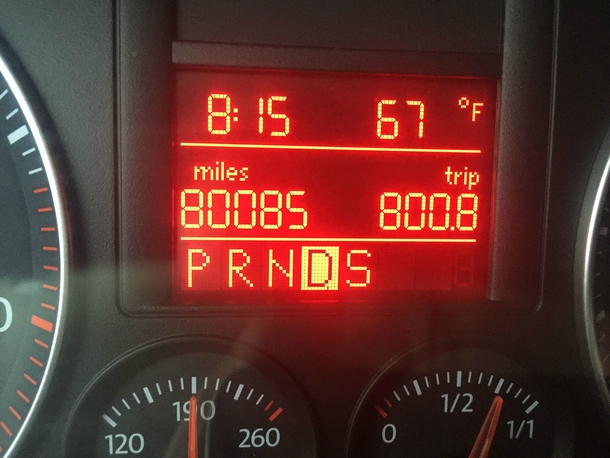 8:15 67 °F
miles trip
80085 800.8
P R N D S
190 1/2
120 260 0 1/1